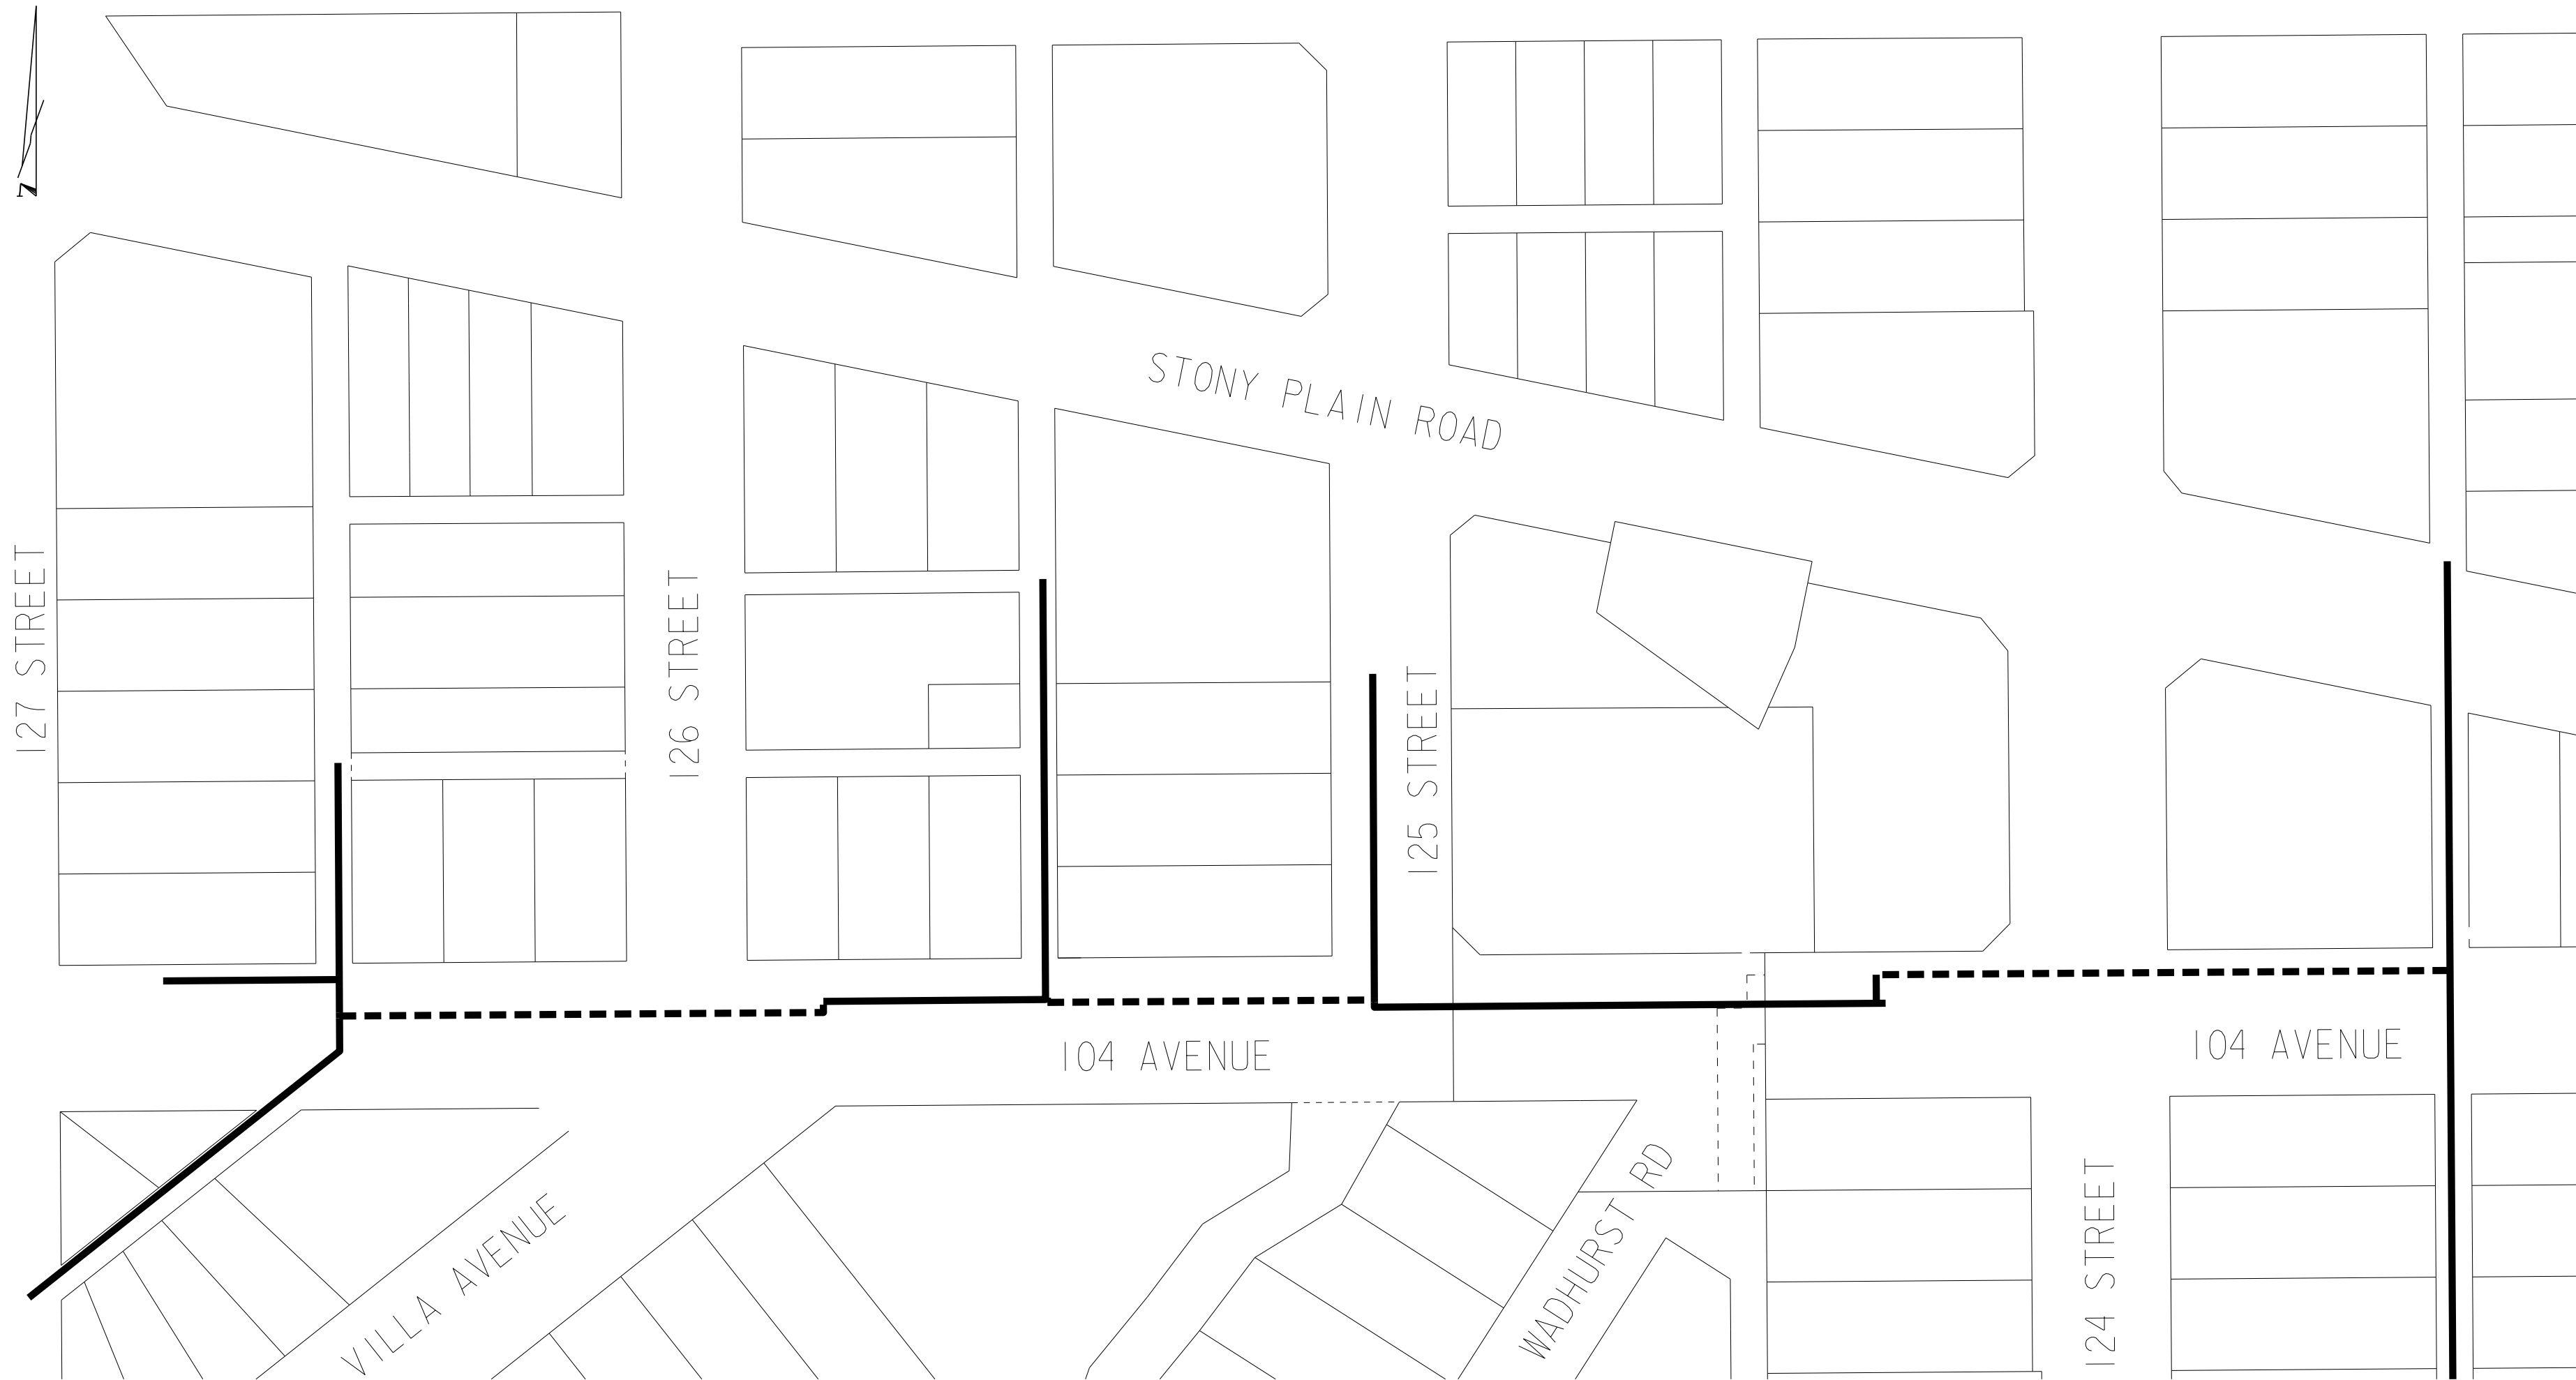 N
STONY PLAIN ROAD
127 STREET
126 STREET
125 STREET
104 AVENUE
104 AVENUE
VILLA AVENUE
WADHURST RD
124 STREET